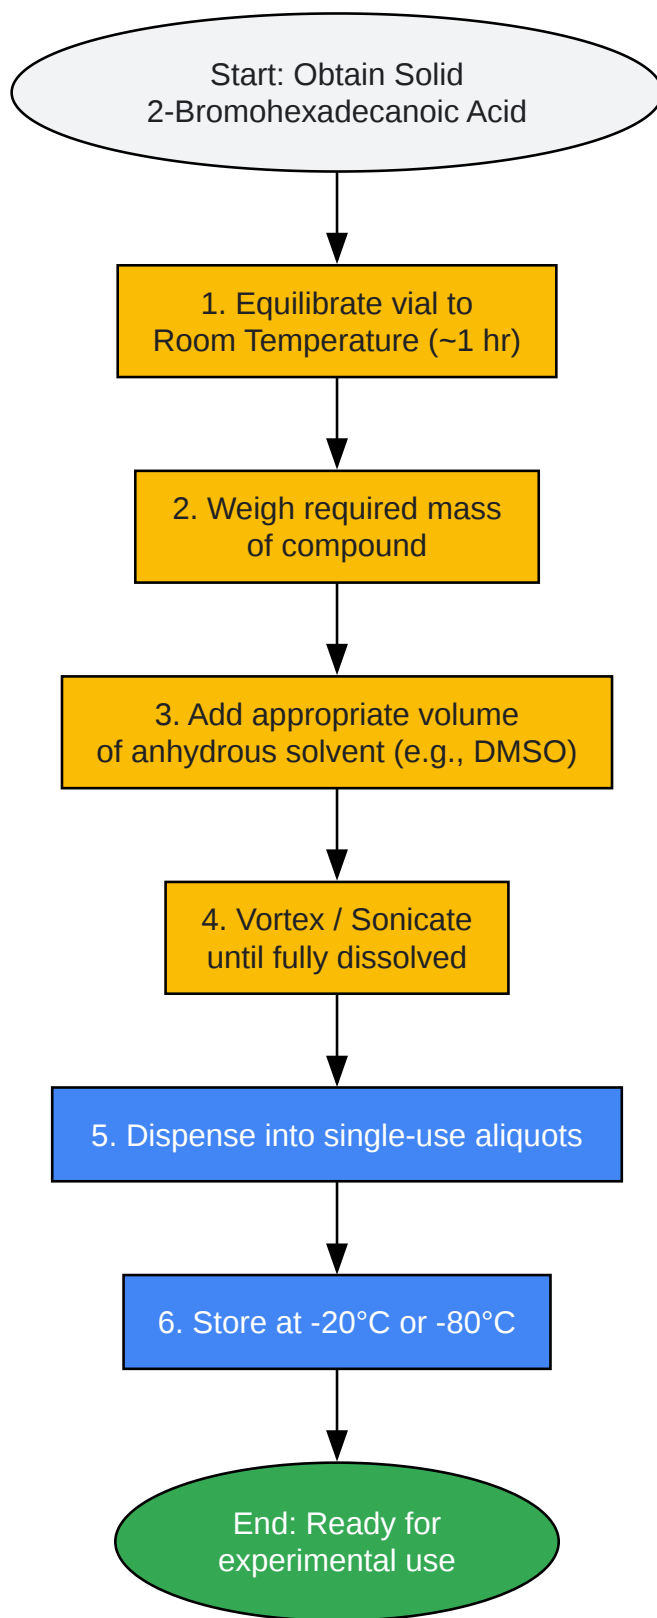 Start: Obtain Solid
2-Bromohexadecanoic Acid
1. Equilibrate vial to
Room Temperature (~1 hr)
2. Weigh required mass
of compound
3. Add appropriate volume
of anhydrous solvent (e.g., DMSO)
4. Vortex / Sonicate
until fully dissolved
5. Dispense into single-use aliquots
6. Store at -20°C or -80°C
End: Ready for
experimental use